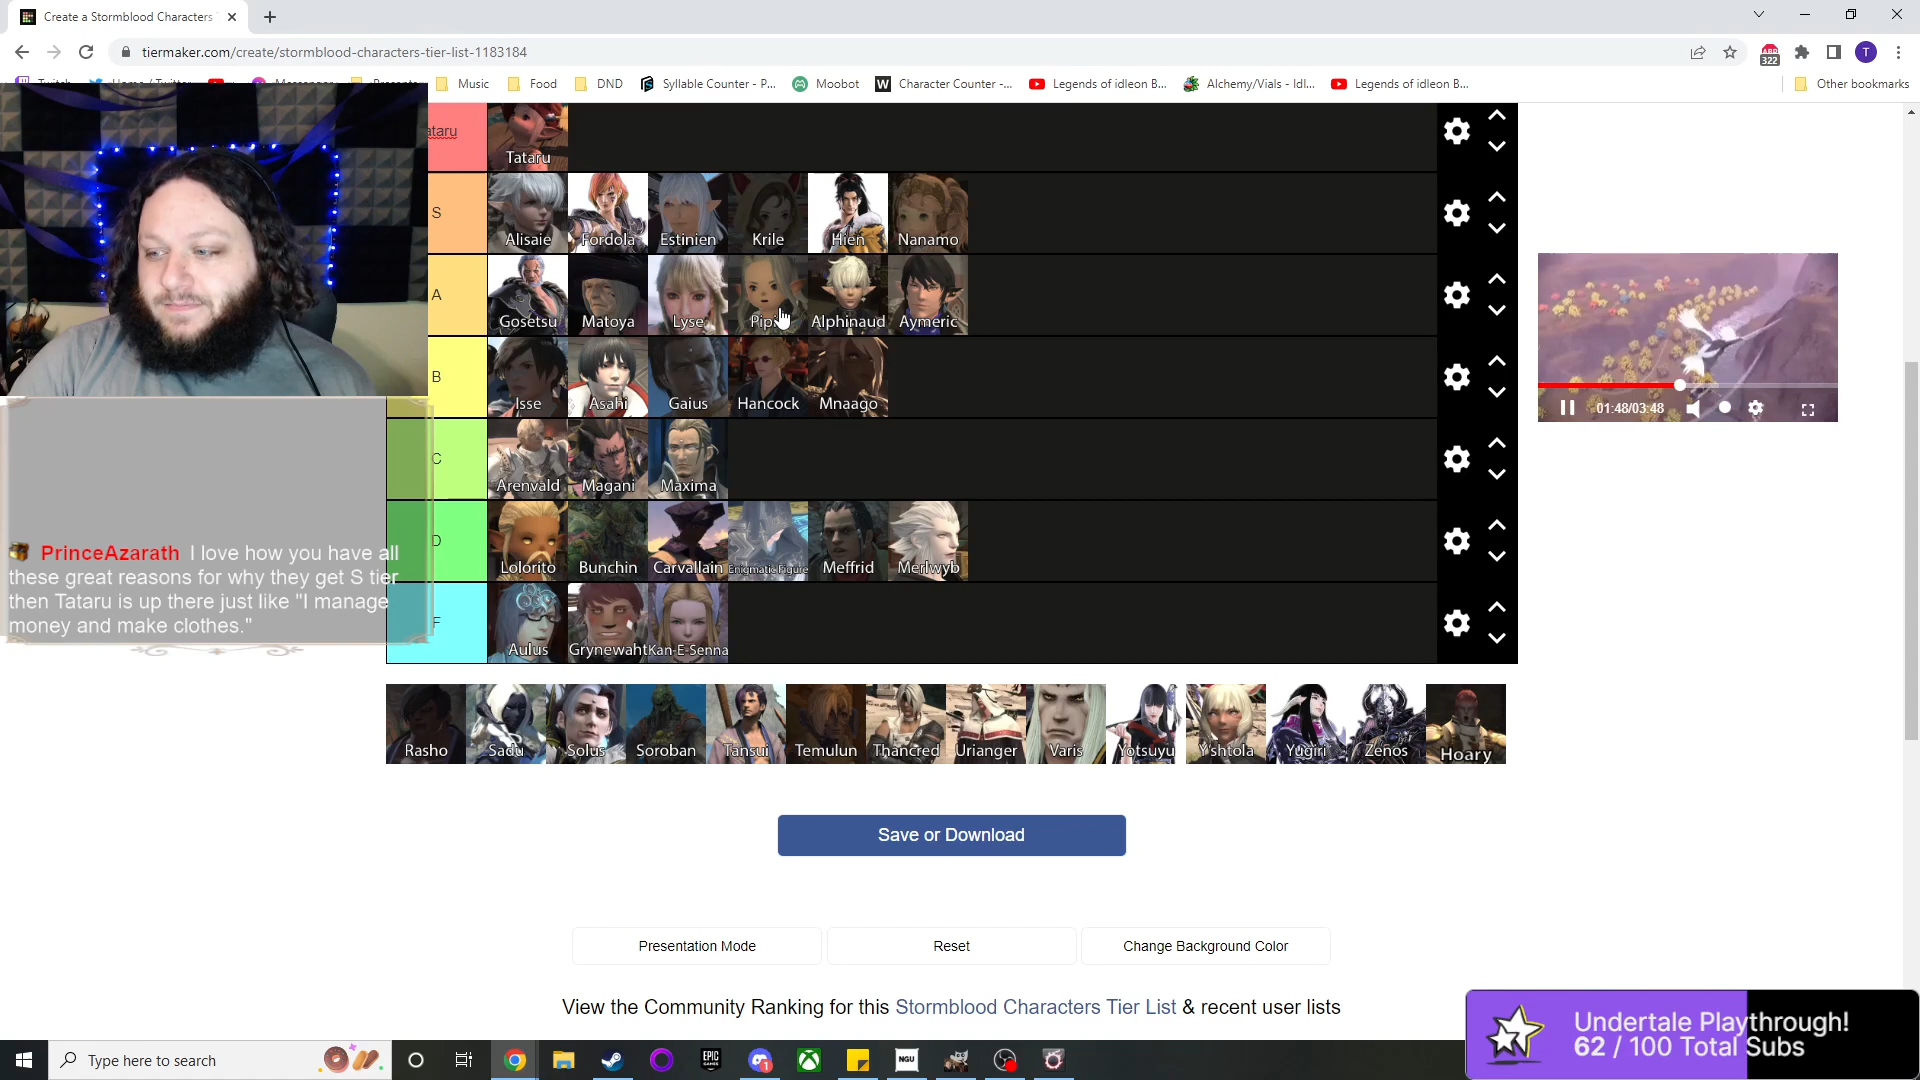 Create a Stormblood Characters
tiermaker.com/create/stormblood-characters-tier-list-1183184
322
T
Music
Food
DND
Syllable Counter - P...
Moobot
W
Character Counter -...
Legends of idleon B...
Alchemy/Vials - Idl...
Legends of idleon B...
Other bookmarks
Tataru
S
Alisaie
Fordola
Estinien
Krile
Hien
Nanamo
A
Gosetsu
Matoya
Lyse
Alphinaud
Aymeric
B
Isse
Asahi
Gaius
Hancock
Mnaago
C
Arenvald
Magani
Maxima
D
Lolorito
Bunchin
Carvallain
Enigmatic Figure
Meffrid
Merlwyb
F
Aulus
Grynewaht
Kan-E-Senna
01:48/03:48
PrinceAzarath I love how you have all
these great reasons for why they get S tier
then Tataru is up there just like "I manage
money and make clothes."
Rasho
Sadu
Solus
Soroban
Tansui
Temulun
Thancred
Urianger
Varis
Yotsuyu
Y'shtola
Yugiri
Zenos
Hoary
Save or Download
Presentation Mode
Reset
Change Background Color
View the Community Ranking for this Stormblood Characters Tier List & recent user lists
Undertale Playthrough!
62 / 100 Total Subs
Type here to search
EPIC
GAMES
1
NGU